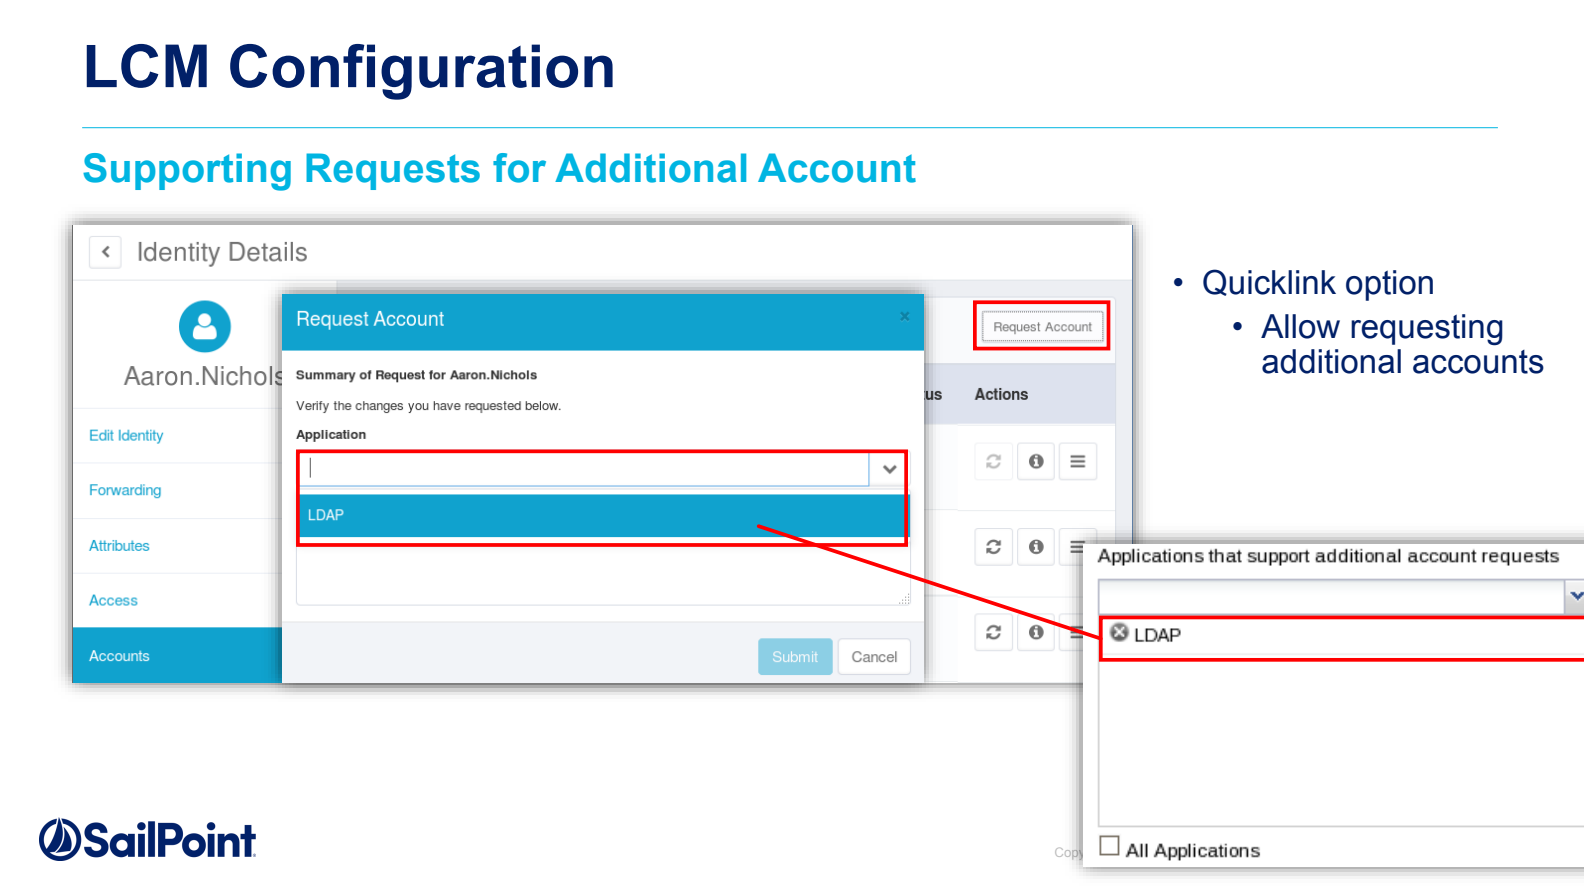 LCM Configuration
Supporting Requests for Additional Account
Identity Details
Aaron.Nichols
Edit Identity
Forwarding
Attributes
Access
Accounts
Request Account
×
Summary of Request for Aaron.Nichols
Verify the changes you have requested below.
Application
LDAP
Submit
Cancel
Request Account
tus
Actions
• Quicklink option
• Allow requesting
additional accounts
Applications that support additional account requests
LDAP
All Applications
SailPoint
Copy